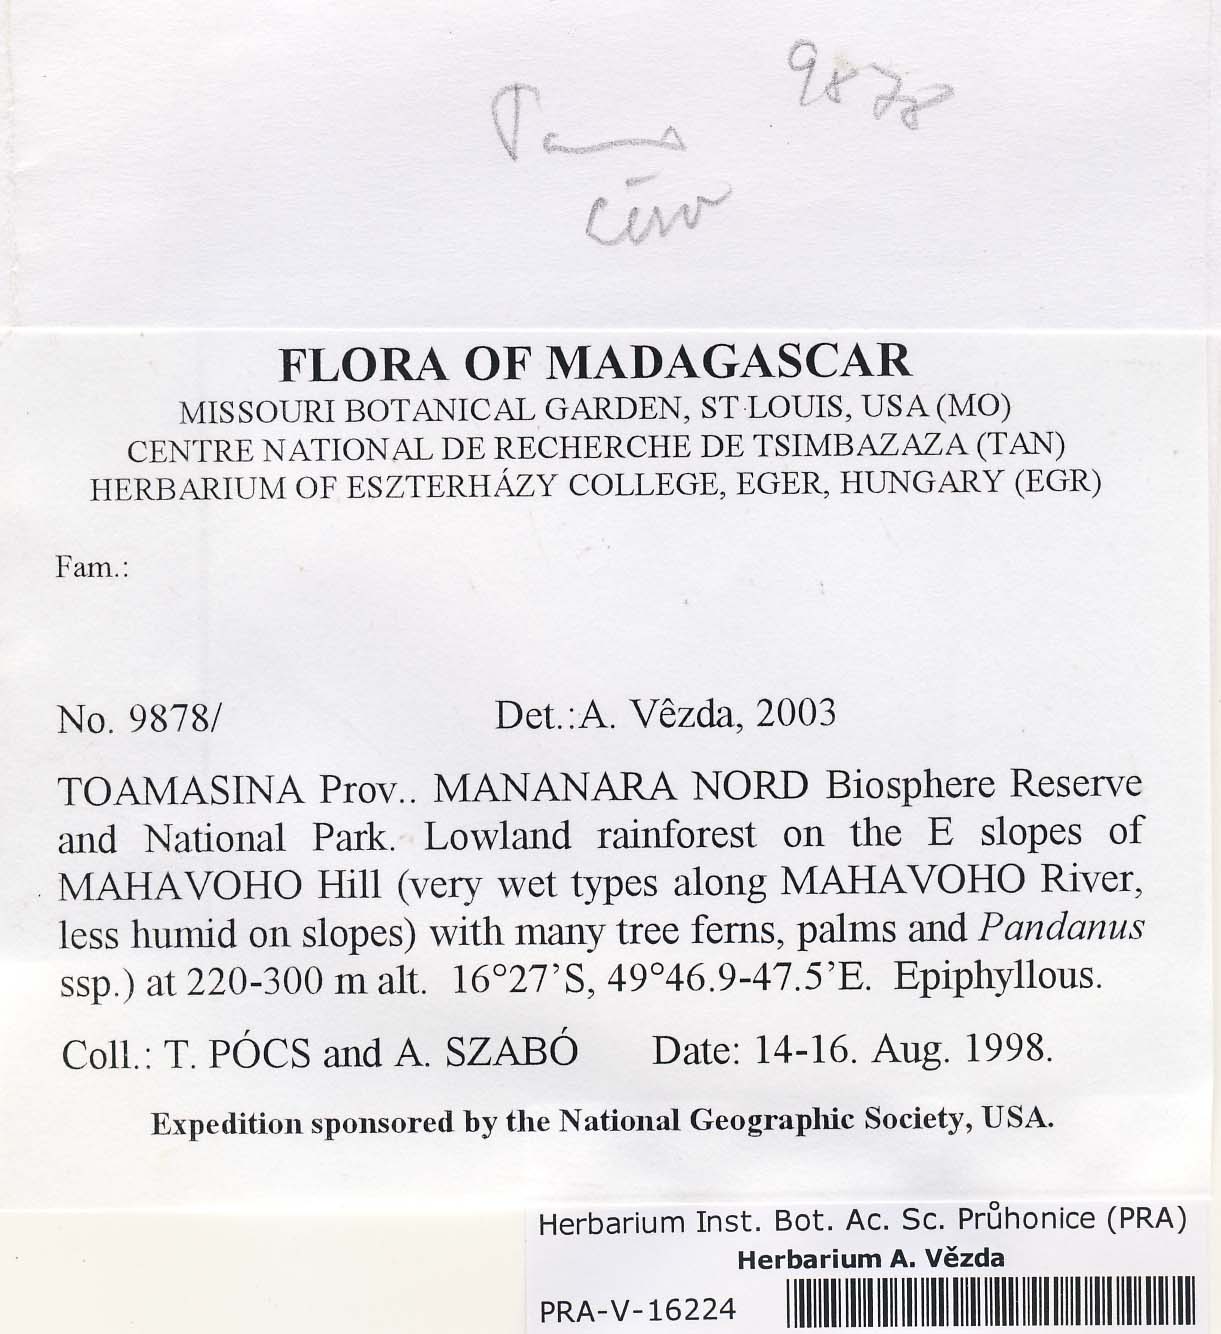 9878
FLORA OF MADAGASCAR
MISSOURI BOTANICAL GARDEN, ST LOUIS, USA (MO)
CENTRE NATIONAL DE RECHERCHE DE TSIMBAZAZA (TAN)
HERBARIUM OF ESZTERHÁZY COLLEGE, EGER, HUNGARY (EGR)
Fam.:
No. 9878/ Det.:A. Vêzda, 2003
TOAMASINA Prov.. MANANARA NORD Biosphere Reserve
and National Park. Lowland rainforest on the E slopes of
MAHAVOHO Hill (very wet types along MAHAVOHO River,
less humid on slopes) with many tree ferns, palms and Pandanus
ssp.) at 220-300 m alt. 16°27’S, 49°46.9-47.5’E. Epiphyllous.
Coll.: T. PÓCS and A. SZABÓ Date: 14-16. Aug. 1998.
Expedition sponsored by the National Geographic Society, USA.
Herbarium Inst. Bot. Ac. Sc. Průhonice (PRA)
Herbarium A. Vězda
PRA-V-16224